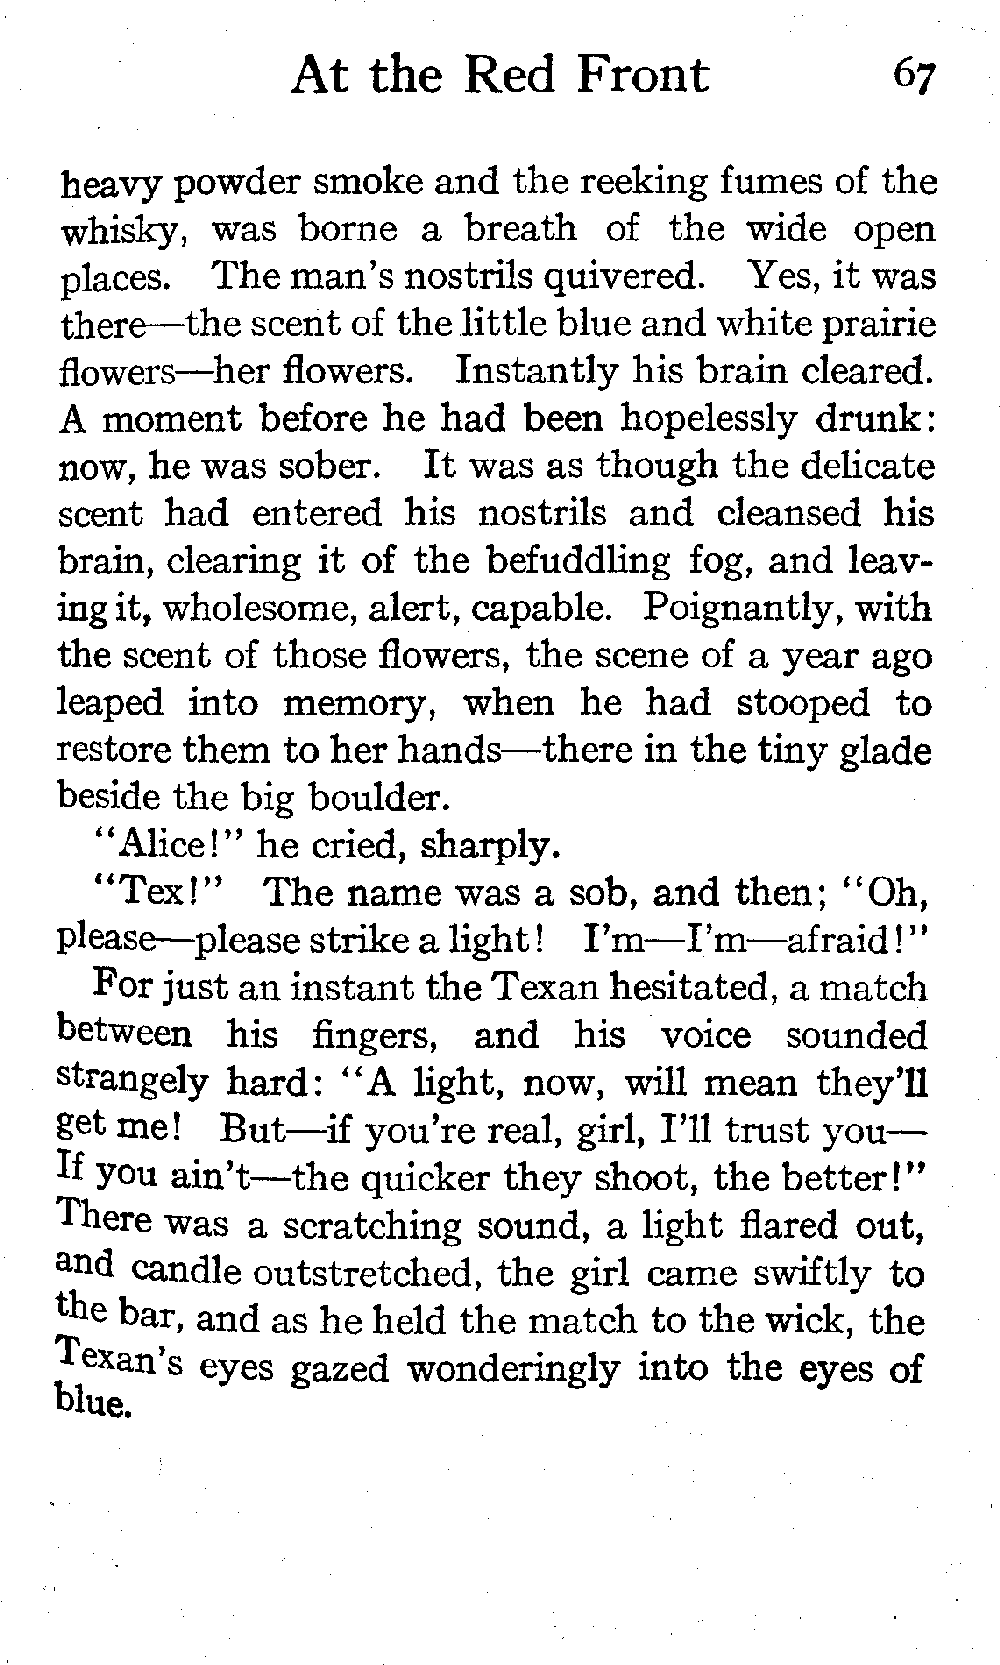 At the Red Front 67
heavy powder smoke and the reeking fumes of the
whisky, was borne a breath of the wide open
places. The man's nostrils quivered. Yes, it was
there—the scent of the little blue and white prairie
flowers—her flowers. Instantly his brain cleared.
A moment before he had been hopelessly drunk:
now, he was sober. It was as though the delicate
scent had entered his nostrils and cleansed his
brain, clearing it of the befuddling fog, and leav-
ing it, wholesome, alert, capable. Poignantly, with
the scent of those flowers, the scene of a year ago
leaped into memory, when he had stooped to
restore them to her hands—there in the tiny glade
beside the big boulder.
"Alice!" he cried, sharply.
"Tex!" The name was a sob, and then; "Oh,
please—please strike a light! I'm—I'm—afraid!"
For just an instant the Texan hesitated, a match
between his fingers, and his voice sounded
strangely hard: "A light, now, will mean they'll
get me! But—if you're real, girl, I'll trust you—
If you ain't—the quicker they shoot, the better!"
There was a scratching sound, a light flared out,
and candle outstretched, the girl came swiftly to
the bar, and as he held the match to the wick, the
Texan's eyes gazed wonderingly into the eyes of
blue.